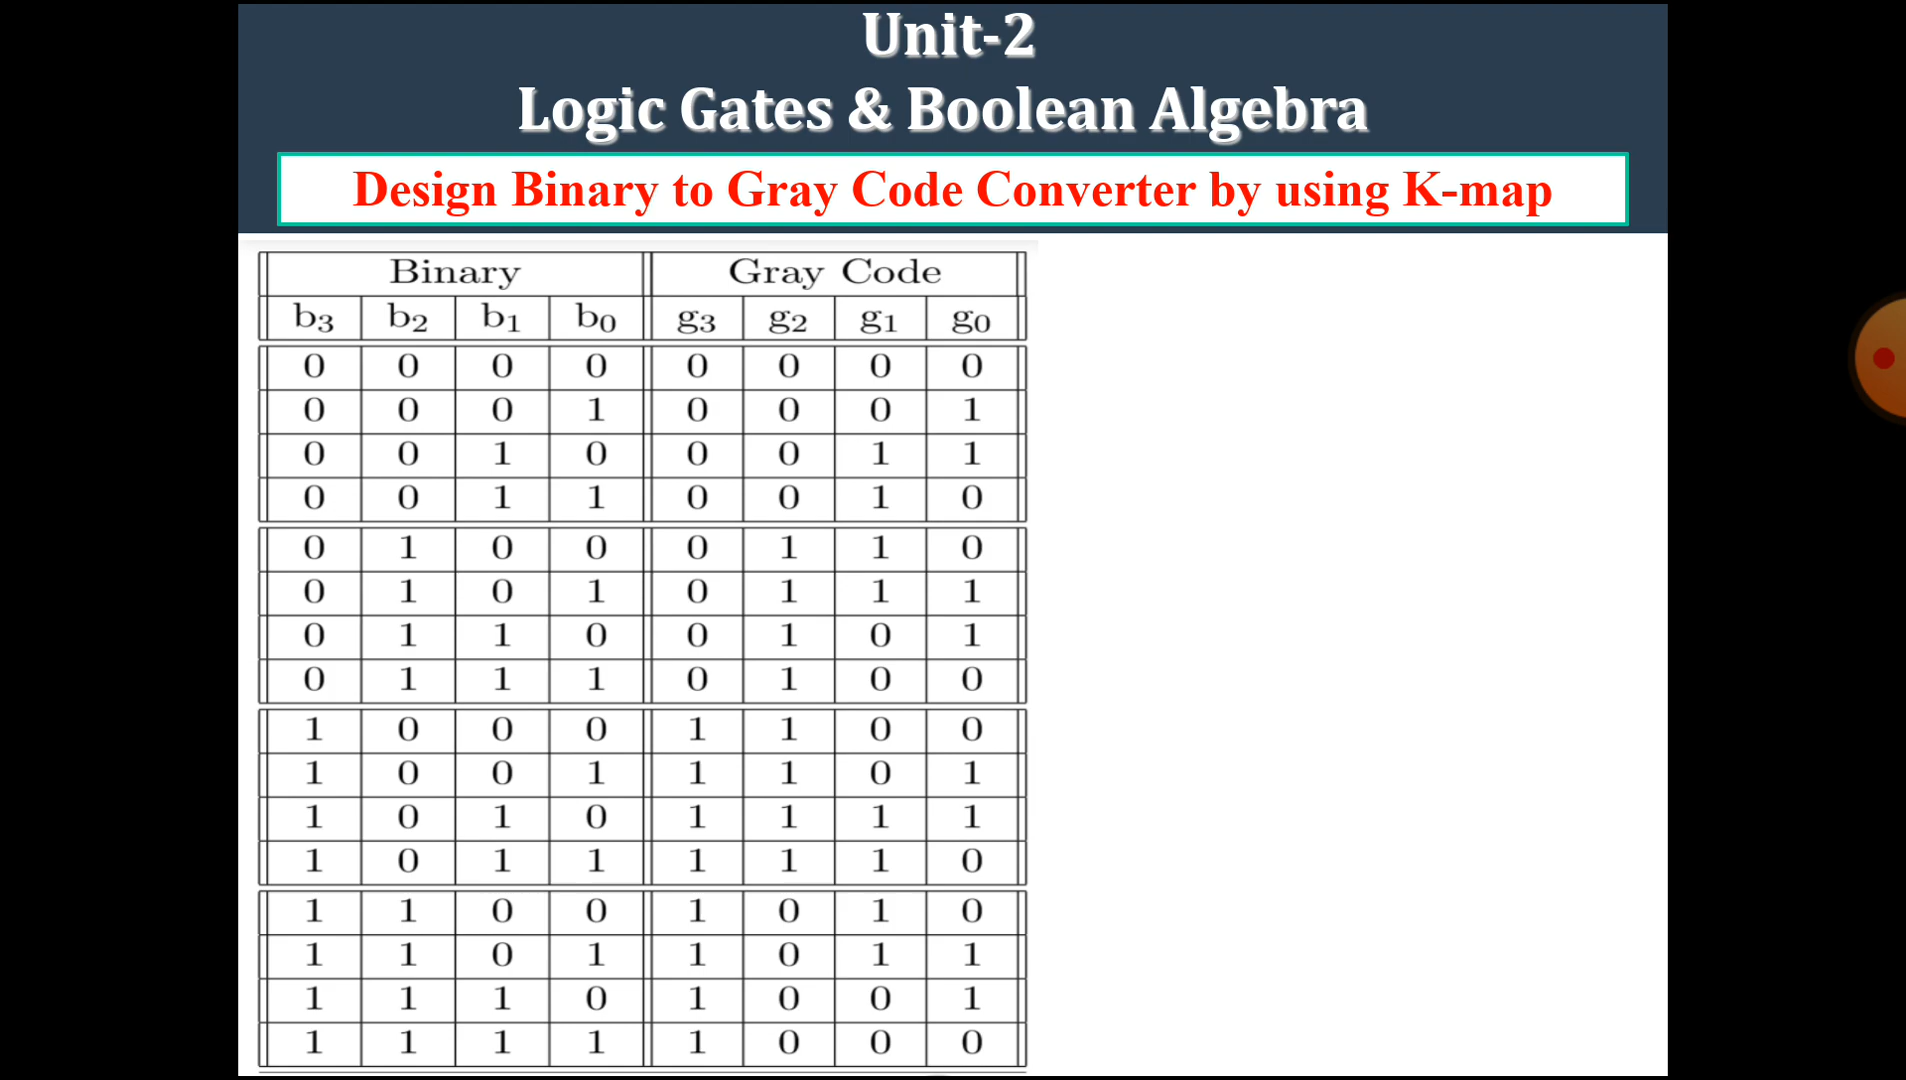 Unit-2
Logic Gates & Boolean Algebra
Design Binary to Gray Code Converter by using K-map
Binary Gray Code
b3 b2 b1 b0 g3 g2 g1 g0
0 0 0 0 0 0 0 0
0 0 0 1 0 0 0 1
0 0 1 0 0 0 1 1
0 0 1 1 0 0 1 0
0 1 0 0 0 1 1 0
0 1 0 1 0 1 1 1
0 1 1 0 0 1 0 1
0 1 1 1 0 1 0 0
1 0 0 0 1 1 0 0
1 0 0 1 1 1 0 1
1 0 1 0 1 1 1 1
1 0 1 1 1 1 1 0
1 1 0 0 1 0 1 0
1 1 0 1 1 0 1 1
1 1 1 0 1 0 0 1
1 1 1 1 1 0 0 0